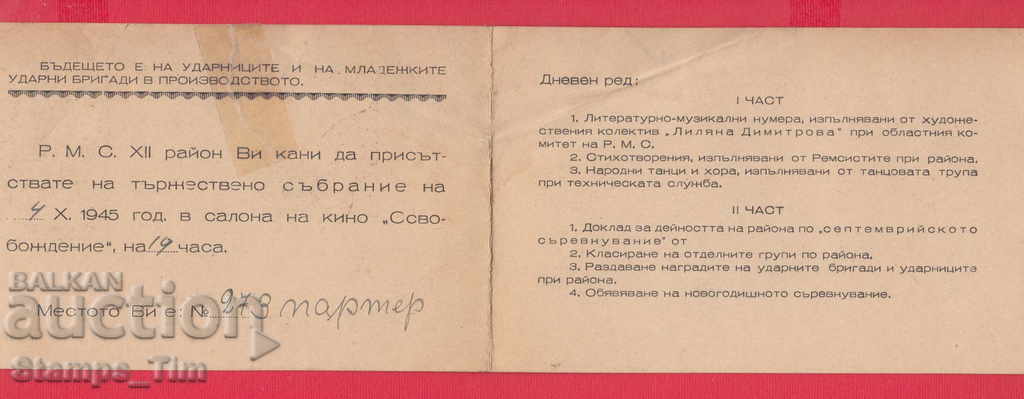 БЪДЕЩЕТО Е НА УДАРНИЦИТЕ И НА МЛАДЕЖКИТЕ
УДАРНИ БРИГАДИ В ПРОИЗВОДСТВОТО.
Р. М. С. XII район Ви кани да присът-
ствате на тържествено събрание на
4 X. 1945 год. в салона на кино „Ссво-
бождение“, на 19 часа.
Местото Ви е: № 273 партер
Дневен ред:
I ЧАСТ
1. Литературно-музикални нумера, изпълнявани от художе-
ствения колектив „Лиляна Димитрова“ при областния ко-
митет на Р. М. С.
2. Стихотворения, изпълнявани от Ремсистите при района.
3. Народни танци и хора, изпълнявани от танцовата трупа
при техническата служба.
II ЧАСТ
1. Доклад за дейността на района по „септемврийското
съревнувание“ от
2. Класиране на отделните групи по района.
3. Раздаване наградите на ударните бригади и ударниците
при района.
4. Обявяване на новогодишното съревнувание.
BALKAN
auction
Stamps_Tim